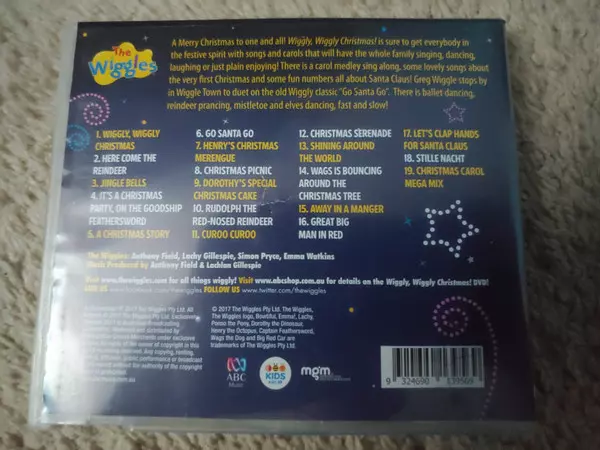 The
Wiggles
A Merry Christmas to one and all! Wiggly, Wiggly Christmas! is sure to get everybody in
the festive spirit with songs and carols that will have the whole family singing, dancing,
laughing or just plain enjoying! There is a carol medley sing along, some lovely songs about
the very first Christmas and some fun numbers all about Santa Claus! Greg Wiggle stops by
in Wiggle Town to duet on the old Wiggly classic "Go Santa Go". There is ballet dancing,
reindeer prancing, mistletoe and elves dancing, fast and slow!
1. WIGGLY, WIGGLY
CHRISTMAS
2. HERE COME THE
REINDEER
3. JINGLE BELLS
4. IT'S A CHRISTMAS
PARTY, ON THE GOODSHIP
FEATHERSWORD
5. A CHRISTMAS STORY
6. GO SANTA GO
7. HENRY'S CHRISTMAS
MERENGUE
8. CHRISTMAS PICNIC
9. DOROTHY'S SPECIAL
CHRISTMAS CAKE
10. RUDOLPH THE
RED-NOSED REINDEER
11. CUROO CUROO
12. CHRISTMAS SERENADE
13. SHINING AROUND
THE WORLD
14. WAGS IS BOUNCING
AROUND THE
CHRISTMAS TREE
15. AWAY IN A MANGER
16. GREAT BIG
MAN IN RED
17. LET'S CLAP HANDS
FOR SANTA CLAUS
18. STILLE NACHT
19. CHRISTMAS CAROL
MEGA MIX
The Wiggles: Anthony Field, Lachy Gillespie, Simon Pryce, Emma Watkins
Music Produced by Anthony Field & Lachlan Gillespie
Visit www.thewiggles.com for all things wiggly! Visit www.abcshop.com.au for details on the Wiggly, Wiggly Christmas! DVD!
FOLLOW US www.twitter.com/thewiggles
2017 The Wiggles Pty Ltd. All
© 2017 The Wiggles Pty Ltd. The Wiggles,
The Wiggles logo, Bowtiful, Emma!, Lachy,
Ponso the Pony, Dorothy the Dinosaur,
Henry the Octopus, Captain Feathersword,
Wags the Dog and Big Red Car are
trademarks of The Wiggles Pty Ltd.
ABC
Music
KIDS
mgm